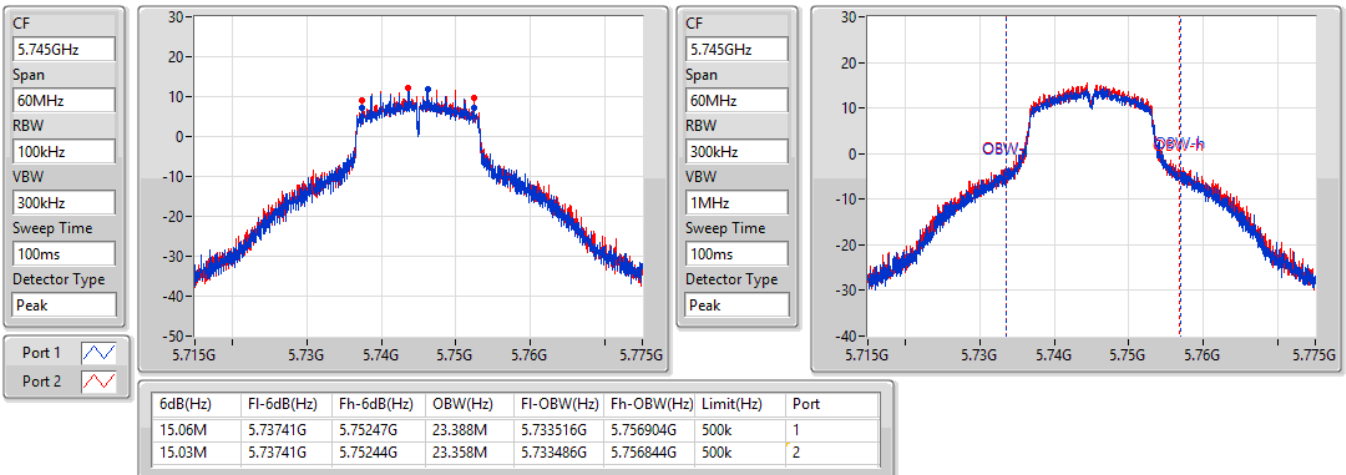 CF
5.745GHz
Span
60MHz
RBW
100kHz
VBW
300kHz
Sweep Time
100ms
Detector Type
Peak
Port 1
Port 2
30
20
10
0
-10
-20
-30
-40
-50
5.715G 5.73G 5.74G 5.75G 5.76G 5.775G
CF
5.745GHz
Span
60MHz
RBW
300kHz
VBW
1MHz
Sweep Time
100ms
Detector Type
Peak
30
20
10
0
-10
-20
-30
-40
OBW- OBW-h
5.715G 5.73G 5.74G 5.75G 5.76G 5.775G
6dB(Hz) Fl-6dB(Hz) Fh-6dB(Hz) OBW(Hz) Fl-OBW(Hz) Fh-OBW(Hz) Limit(Hz) Port
15.06M 5.73741G 5.75247G 23.388M 5.733516G 5.756904G 500k 1
15.03M 5.73741G 5.75244G 23.358M 5.733486G 5.756844G 500k 2